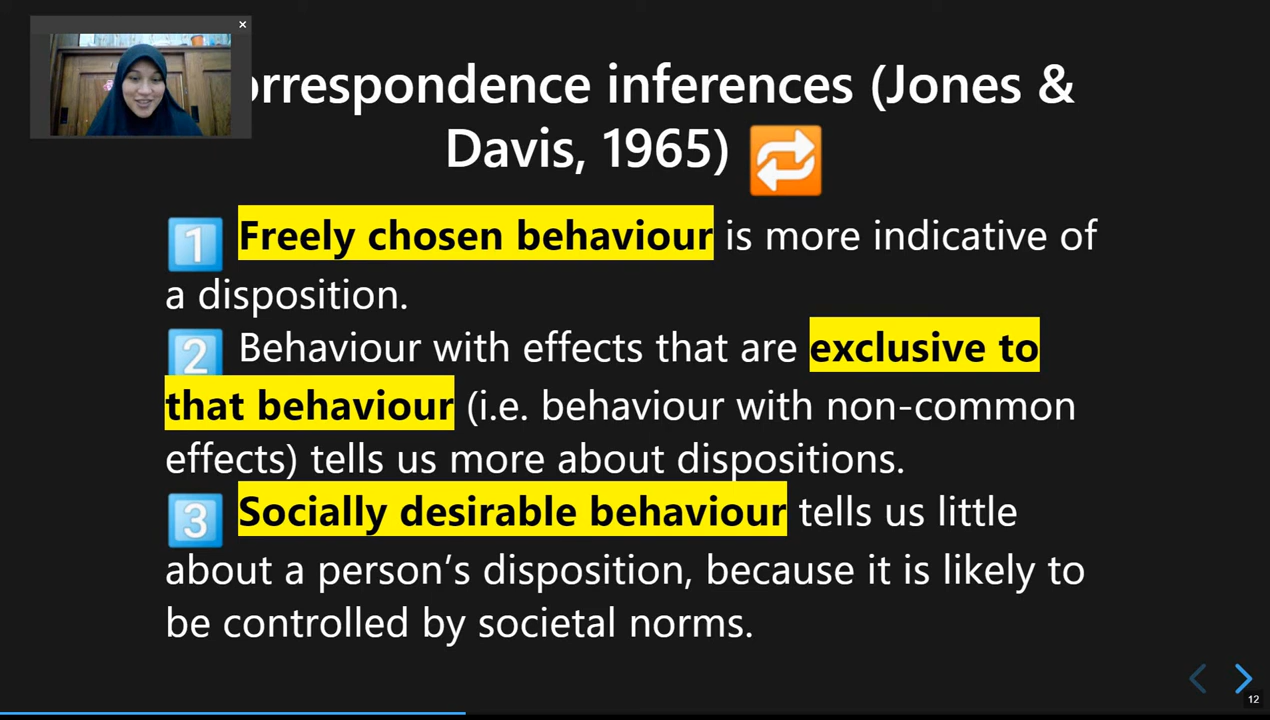 orrespondence inferences (Jones &
Davis, 1965)
1 Freely chosen behaviour is more indicative of
a disposition.
2 Behaviour with effects that are exclusive to
that behaviour (i.e. behaviour with non-common
effects) tells us more about dispositions.
3 Socially desirable behaviour tells us little
about a person’s disposition, because it is likely to
be controlled by societal norms.
12